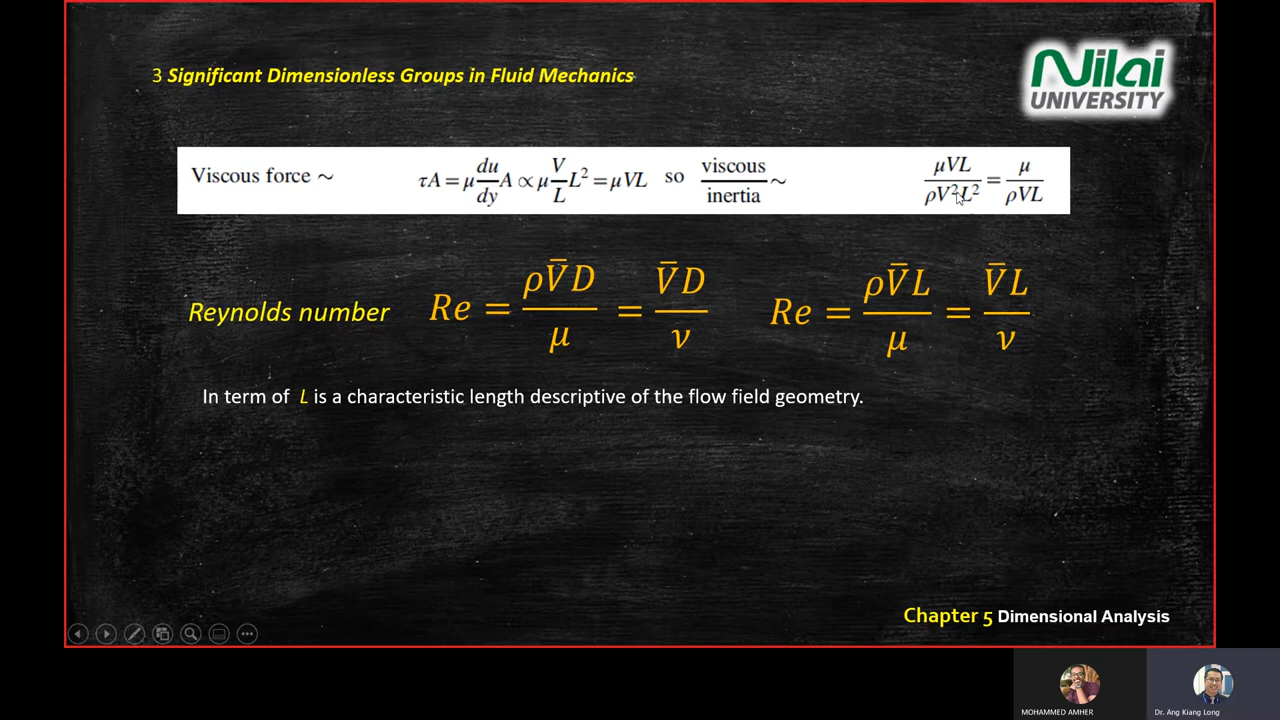 3 Significant Dimensionless Groups in Fluid Mechanics
Nilai
UNIVERSITY
Viscous force ∼ τA = μ du/dy A ∝ μ V/L L² = μVL so viscous/inertia ∼ μVL/ρV²L² = μ/ρVL
Reynolds number Re = ρV̄D/μ = V̄D/ν Re = ρV̄L/μ = V̄L/ν
In term of L is a characteristic length descriptive of the flow field geometry.
Chapter 5 Dimensional Analysis
MOHAMMED AMHER
Dr. Ang Kiang Long